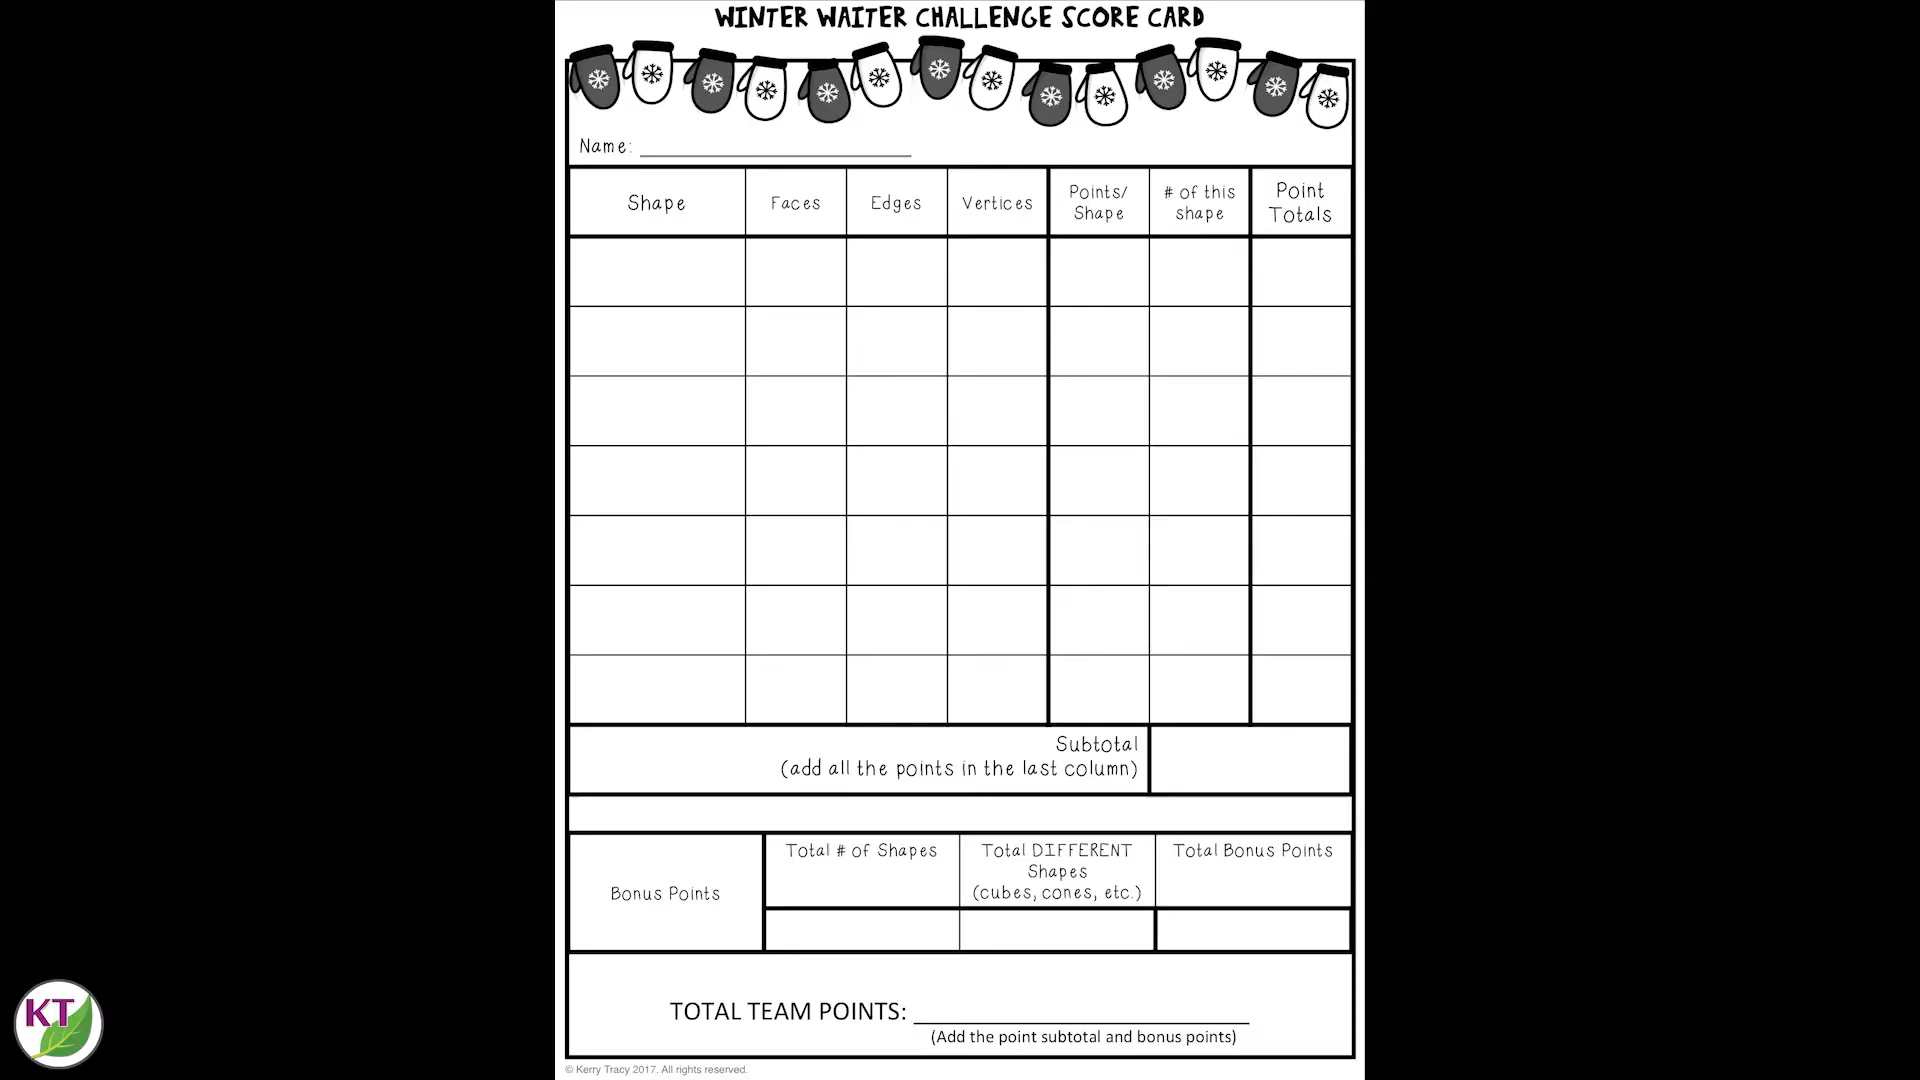 WINTER WAITER CHALLENGE SCORE CARD
Name:
Shape
Faces
Edges
Vertices
Points/
Shape
# of this
shape
Point
Totals
Subtotal
(add all the points in the last column)
Bonus Points
Total # of Shapes
Total DIFFERENT
Shapes
(cubes, cones, etc.)
Total Bonus Points
TOTAL TEAM POINTS:
(Add the point subtotal and bonus points)
© Kerry Tracy 2017. All rights reserved.
KT